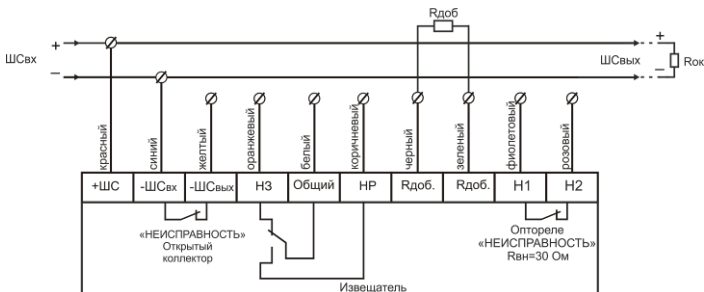 Rдоб
+
ШСвх
–
+
ШСвых
–
Rок
красный
синий
желтый
оранжевый
белый
коричневый
черный
зеленый
фиолетовый
розовый
+ШС
-ШСвх
-ШСвых
НЗ
Общий
НР
Rдоб.
Rдоб.
Н1
Н2
«НЕИСПРАВНОСТЬ»
Открытый
коллектор
Оптореле
«НЕИСПРАВНОСТЬ»
Rвн=30 Ом
Извещатель